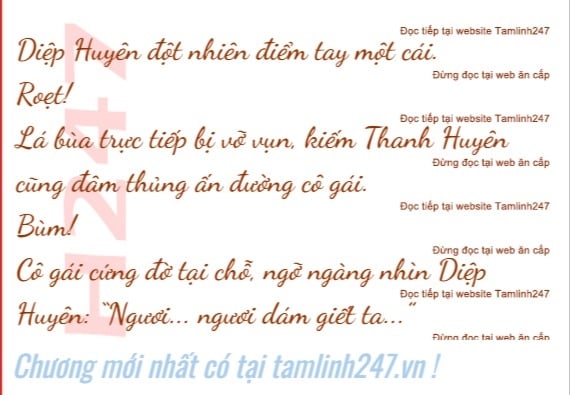 Đọc tiếp tại website Tamlinh247
Diệp Huyên đột nhiên điểm tay một cái.
Đừng đọc tại web ăn cắp
Roẹt!
Đọc tiếp tại website Tamlinh247
Lá bùa trực tiếp bị vỡ vụn, kiếm Thanh Huyên
Đừng đọc tại web ăn cắp
cũng đâm thủng ấn đường cô gái.
Đọc tiếp tại website Tamlinh247
Bùm!
Đừng đọc tại web ăn cắp
Cô gái cứng đờ tại chỗ, ngỡ ngàng nhìn Diệp
Đọc tiếp tại website Tamlinh247
Huyên: “Ngươi... ngươi dám giết ta...”
Đừng đọc tại web ăn cắp
H247
Chương mới nhất có tại tamlinh247.vn !